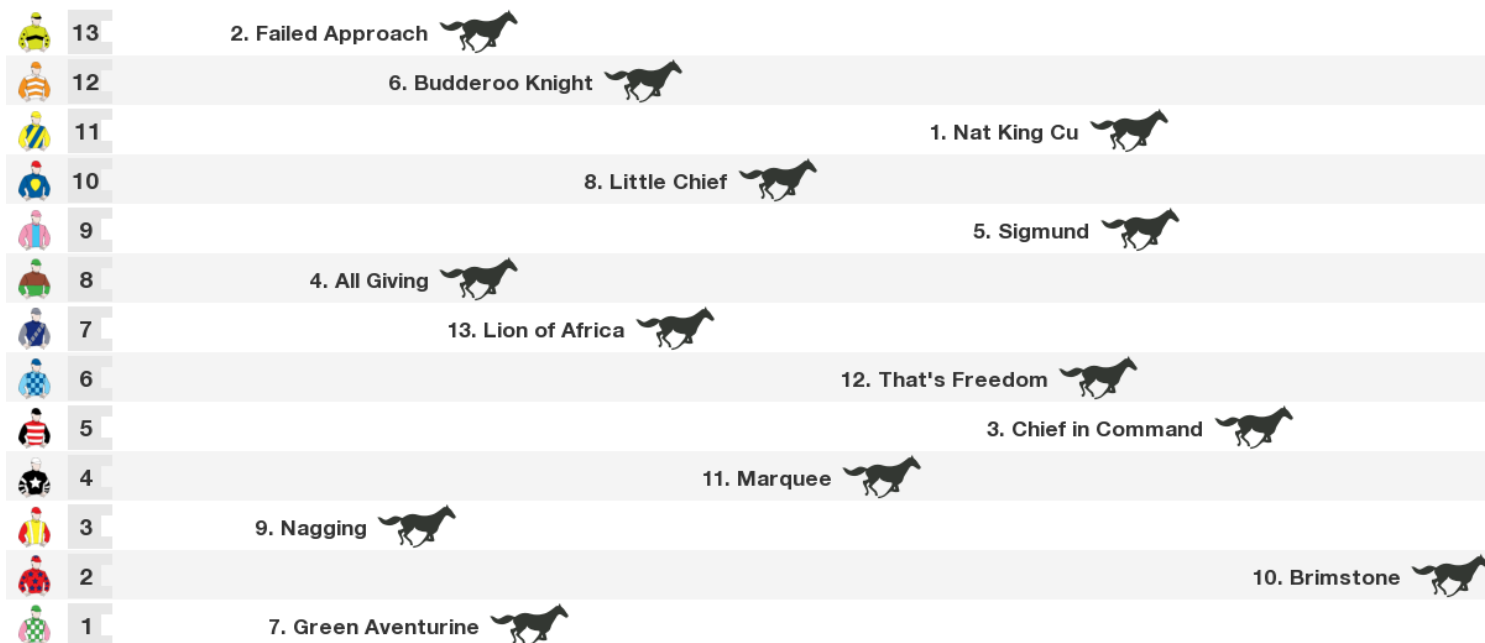 13 2. Failed Approach
12 6. Budderoo Knight
11 1. Nat King Cu
10 8. Little Chief
9 5. Sigmund
8 4. All Giving
7 13. Lion of Africa
6 12. That's Freedom
5 3. Chief in Command
4 11. Marquee
3 9. Nagging
2 10. Brimstone
1 7. Green Aventurine